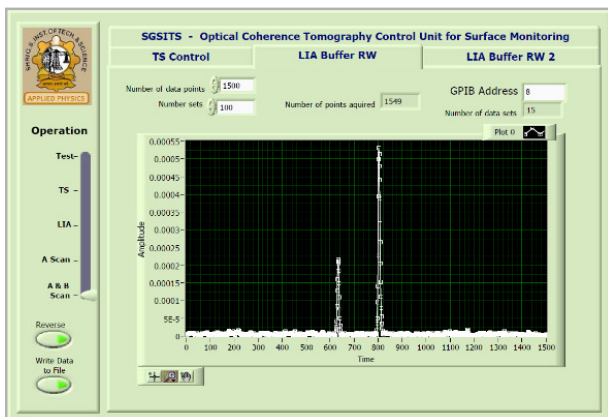 SGSITS - Optical Coherence Tomography Control Unit for Surface Monitoring
TS Control
LIA Buffer RW
LIA Buffer RW 2
SHRI G. S. INST. OF TECH & SCIENCE
APPLIED PHYSICS
Number of data points 1500
Number sets 100
Number of points aquired 1549
GPIB Address 8
Number of data sets 15
Plot 0
Operation
Test
TS
LIA
A Scan
A & B
Scan
Reverse
Write Data
to File
Amplitude
0.00055
0.0005
0.00045
0.0004
0.00035
0.0003
0.00025
0.0002
0.00015
0.0001
5E-5
0
0 100 200 300 400 500 600 700 800 900 1000 1100 1200 1300 1400 1500
Time